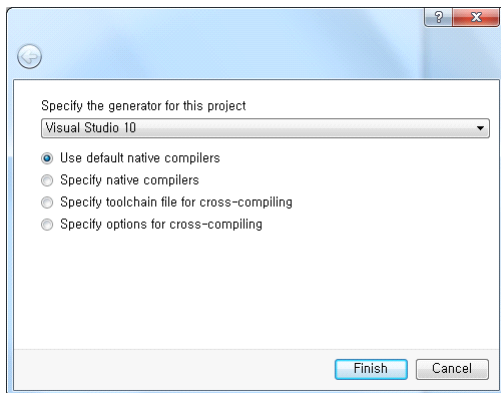 ?
X
Specify the generator for this project
Visual Studio 10
Use default native compilers
Specify native compilers
Specify toolchain file for cross-compiling
Specify options for cross-compiling
Finish
Cancel